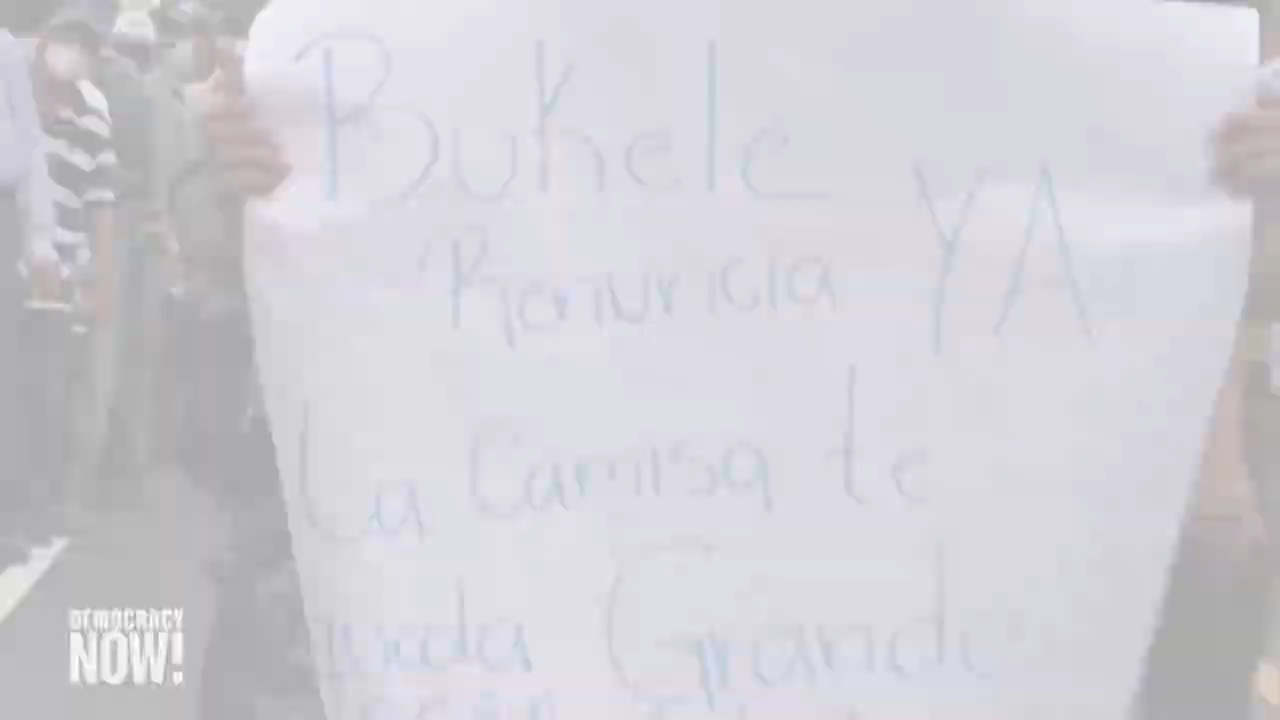 Bukele
Renuncia YA
La Camisa te
queda Grande
DEMOCRACY
NOW!